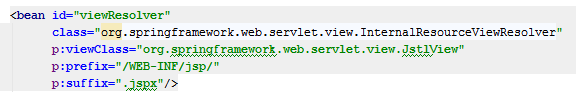 <bean id="viewResolver"
class="org.springframework.web.servlet.view.InternalResourceViewResolver"
p:viewClass="org.springframework.web.servlet.view.JstlView"
p:prefix="/WEB-INF/jsp/"
p:suffix=".jspx"/>